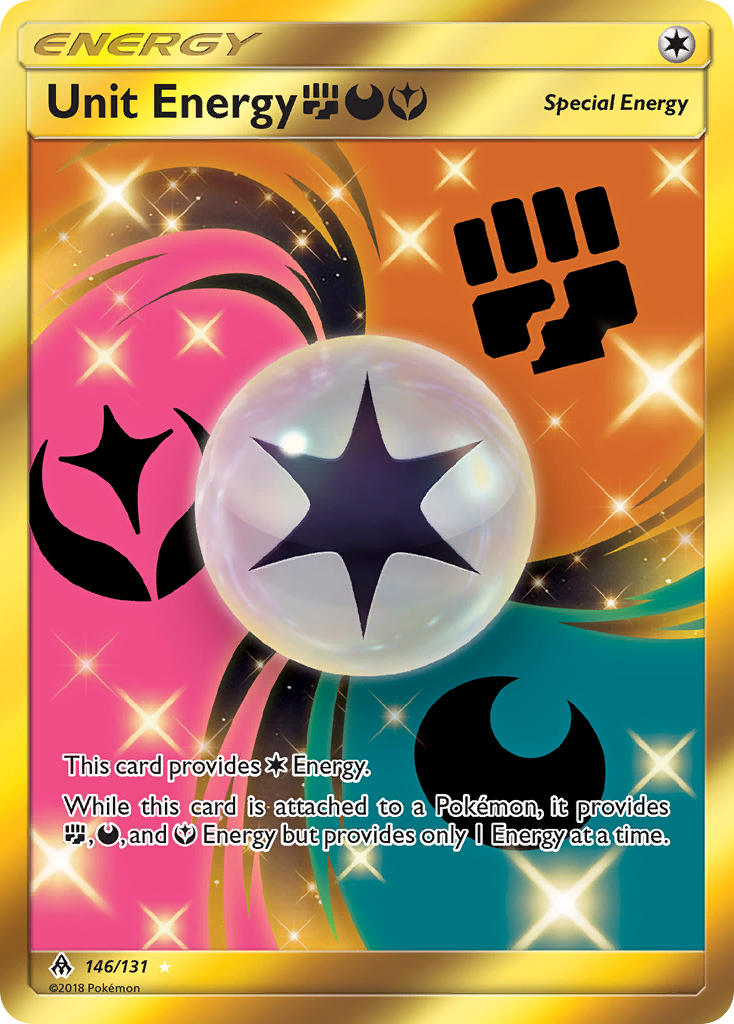 ENERGY
Unit Energy
Special Energy
This card provides Energy.
While this card is attached to a Pokémon, it provides
, , and Energy but provides only 1 Energy at a time.
146/131
©2018 Pokémon